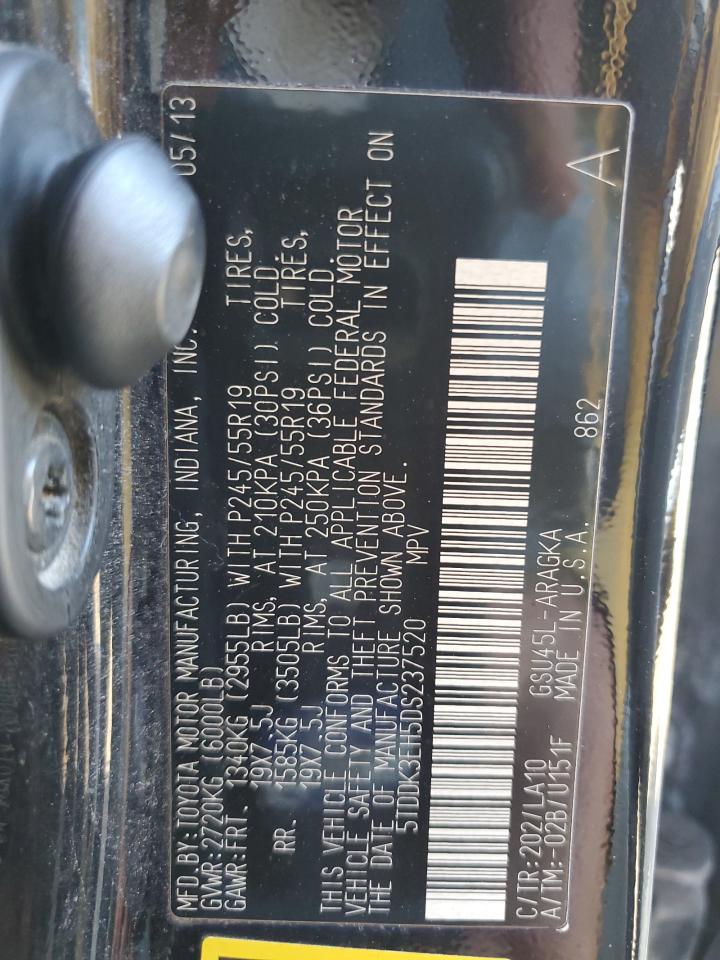 MFD.BY:TOYOTA MOTOR MANUFACTURING, INDIANA, INC. 05/13
GVWR:2720KG (6000LB)
GAWR:FRT. 1340KG (2955LB) WITH P245/55R19 TIRES,
19X7.5J RIMS, AT 210KPA (30PSI) COLD
RR. 1585KG (3505LB) WITH P245/55R19 TIRES,
19X7.5J RIMS, AT 250KPA (36PSI) COLD.
THIS VEHICLE CONFORMS TO ALL APPLICABLE FEDERAL MOTOR
VEHICLE SAFETY AND THEFT PREVENTION STANDARDS IN EFFECT ON
THE DATE OF MANUFACTURE SHOWN ABOVE.
5TDDK3EH5DS237520 MPV
C/TR:202/LA10 GSU45L-ARAGKA 862
A/TM:-02B/U151F MADE IN U.S.A. A